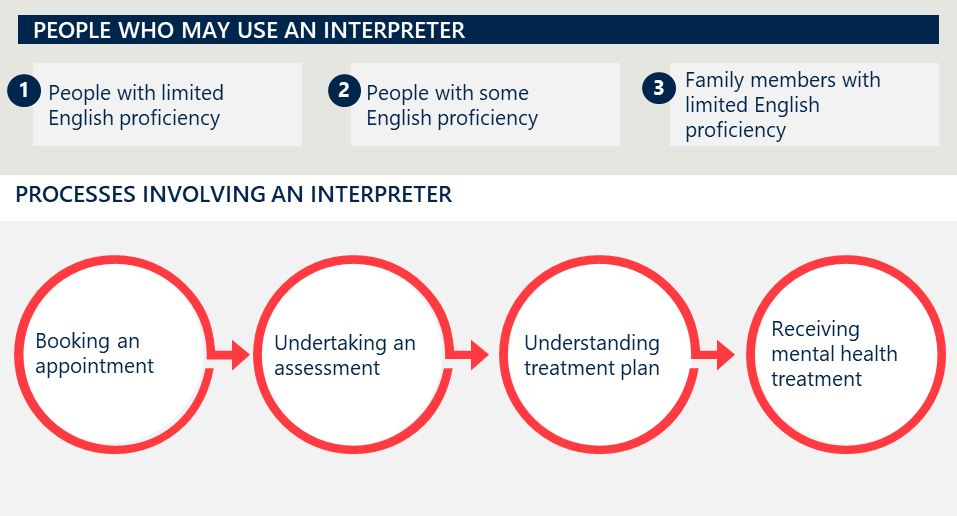 PEOPLE WHO MAY USE AN INTERPRETER
1
People with limited
English proficiency
2
People with some
English proficiency
3
Family members with
limited English
proficiency
PROCESSES INVOLVING AN INTERPRETER
Booking an
appointment
Undertaking an
assessment
Understanding
treatment plan
Receiving
mental health
treatment